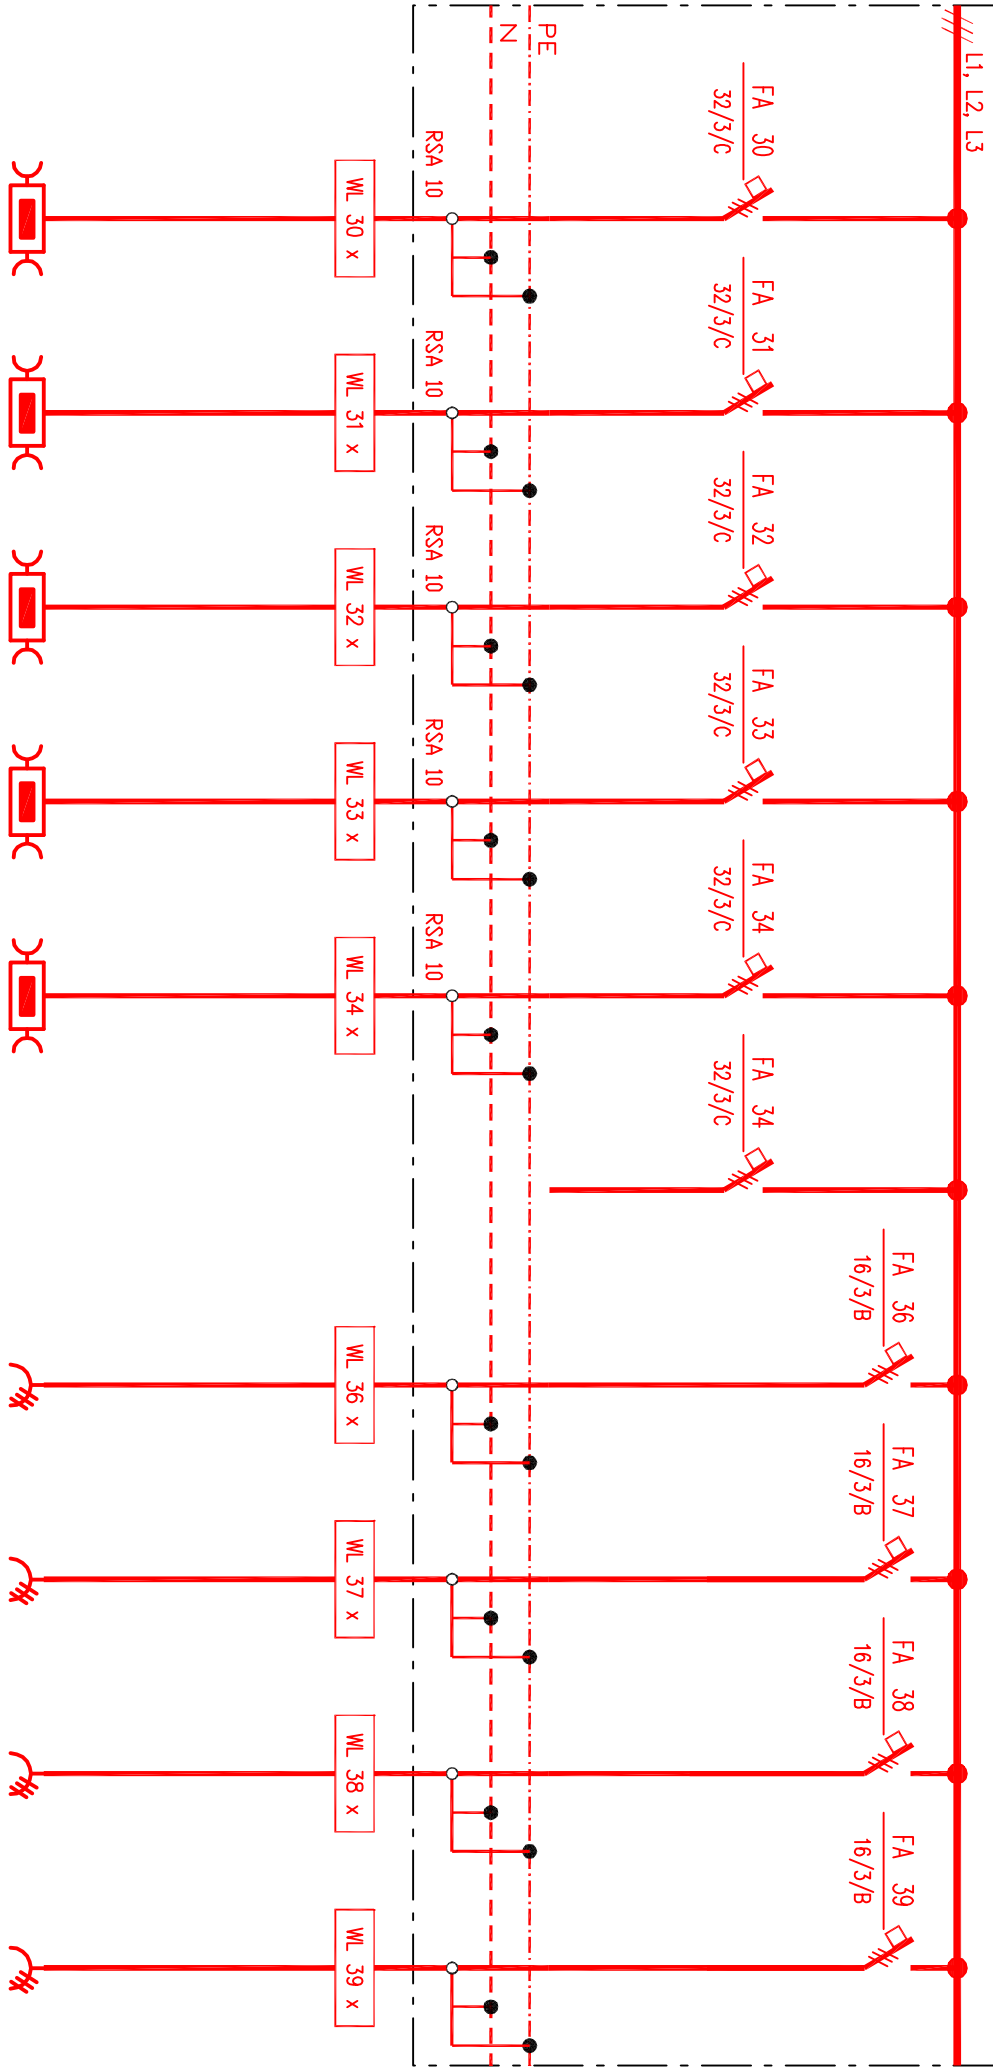 L1, L2, L3
PE
N
FA 30
32/3/C
FA 31
32/3/C
FA 32
32/3/C
FA 33
32/3/C
FA 34
32/3/C
FA 34
32/3/C
FA 36
16/3/B
FA 37
16/3/B
FA 38
16/3/B
FA 39
16/3/B
RSA 10
RSA 10
RSA 10
RSA 10
RSA 10
WL 30 x
WL 31 x
WL 32 x
WL 33 x
WL 34 x
WL 36 x
WL 37 x
WL 38 x
WL 39 x